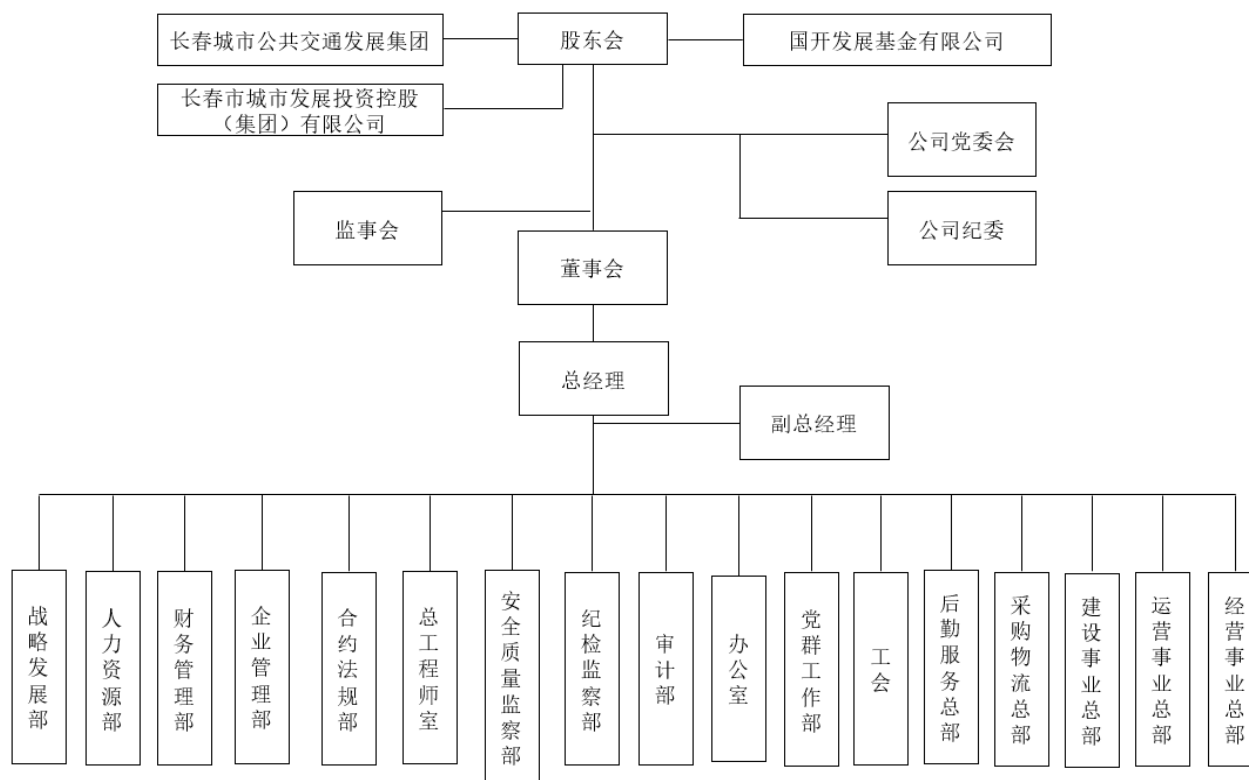 长春城市公共交通发展集团
股东会
国开发展基金有限公司
长春市城市发展投资控股
（集团）有限公司
公司党委会
监事会
公司纪委
董事会
总经理
副总经理
战略发展部
人力资源部
财务管理部
企业管理部
合约法规部
总工程师室
安全质量监察部
纪检监察部
审计部
办公室
党群工作部
工会
后勤服务总部
采购物流总部
建设事业总部
运营事业总部
经营事业总部